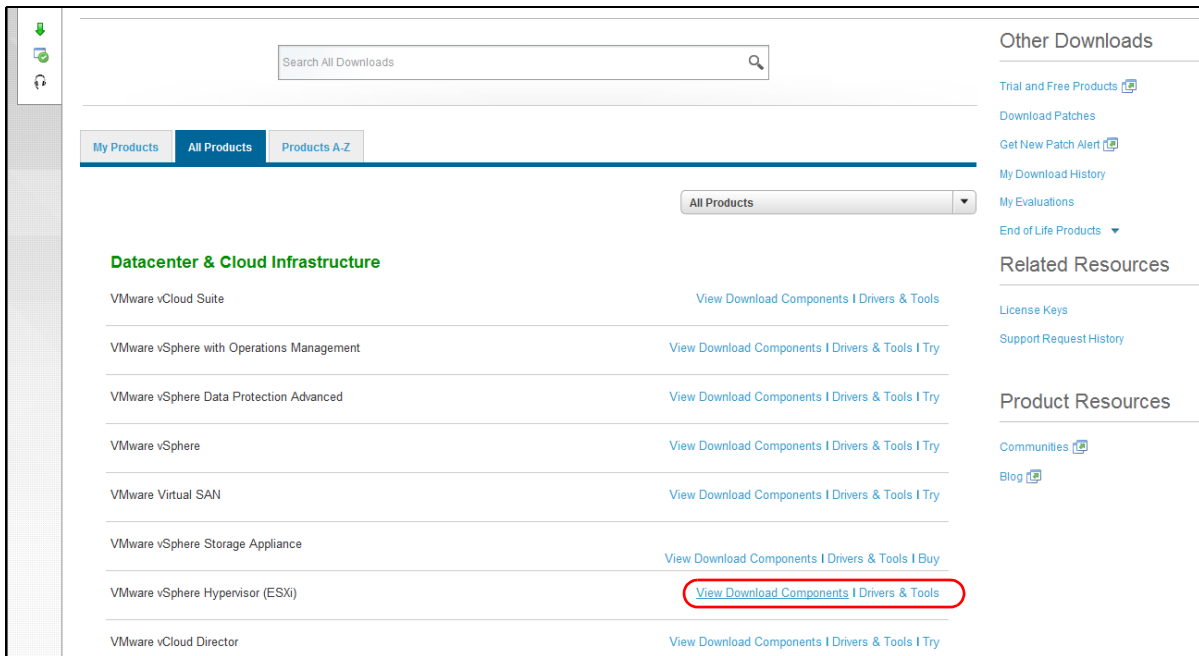 Search All Downloads
My Products All Products Products A-Z
All Products
Datacenter & Cloud Infrastructure
VMware vCloud Suite View Download Components I Drivers & Tools
VMware vSphere with Operations Management View Download Components I Drivers & Tools I Try
VMware vSphere Data Protection Advanced View Download Components I Drivers & Tools I Try
VMware vSphere View Download Components I Drivers & Tools I Try
VMware Virtual SAN View Download Components I Drivers & Tools I Try
VMware vSphere Storage Appliance
View Download Components I Drivers & Tools I Buy
VMware vSphere Hypervisor (ESXi) View Download Components I Drivers & Tools
VMware vCloud Director View Download Components I Drivers & Tools I Try
Other Downloads
Trial and Free Products
Download Patches
Get New Patch Alert
My Download History
My Evaluations
End of Life Products
Related Resources
License Keys
Support Request History
Product Resources
Communities
Blog